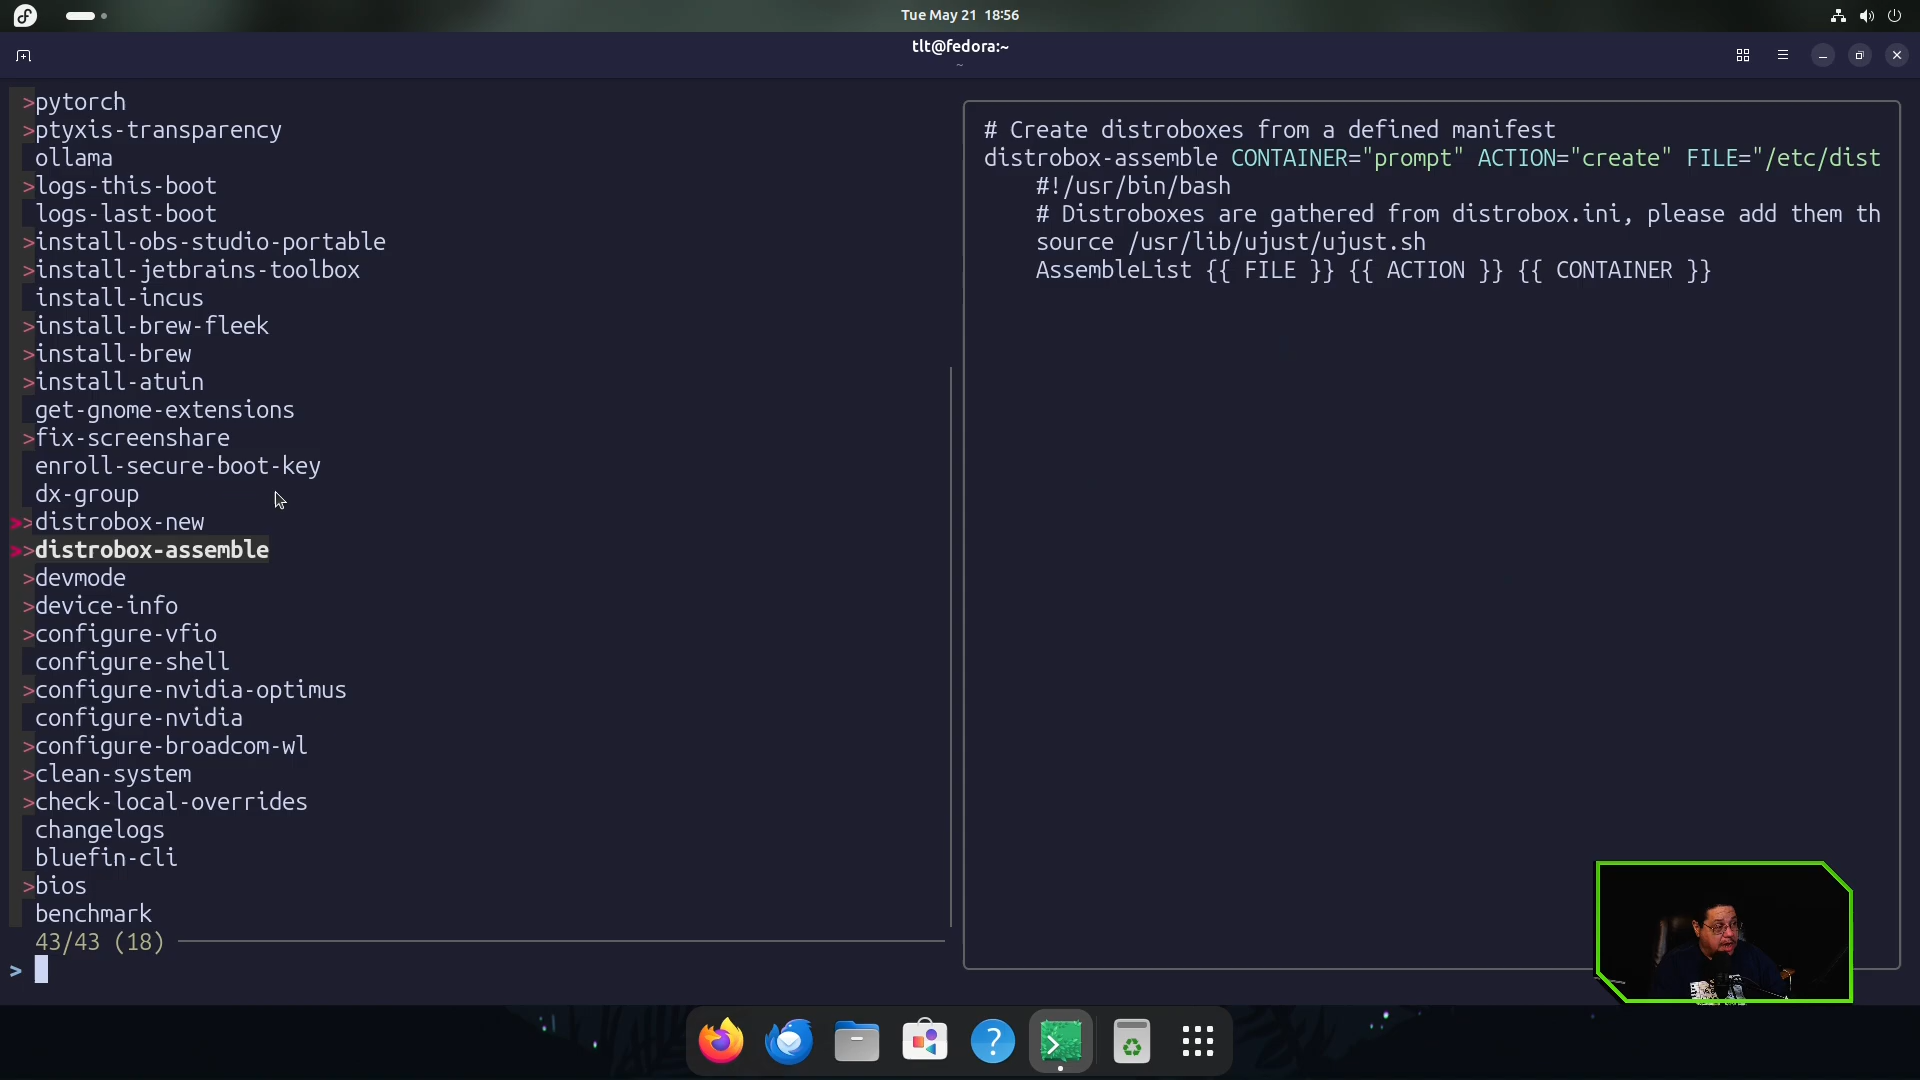 Tue May 21 18:56
tlt@fedora:~
~
>pytorch
>ptyxis-transparency
ollama
>logs-this-boot
logs-last-boot
>install-obs-studio-portable
>install-jetbrains-toolbox
install-incus
>install-brew-fleek
>install-brew
>install-atuin
get-gnome-extensions
>fix-screenshare
enroll-secure-boot-key
dx-group
>>distrobox-new
>>distrobox-assemble
>devmode
>device-info
>configure-vfio
configure-shell
>configure-nvidia-optimus
configure-nvidia
>configure-broadcom-wl
>clean-system
>check-local-overrides
changelogs
bluefin-cli
>bios
benchmark
43/43 (18)
>
# Create distroboxes from a defined manifest
distrobox-assemble CONTAINER="prompt" ACTION="create" FILE="/etc/dist
#!/usr/bin/bash
# Distroboxes are gathered from distrobox.ini, please add them th
source /usr/lib/ujust/ujust.sh
AssembleList {{ FILE }} {{ ACTION }} {{ CONTAINER }}